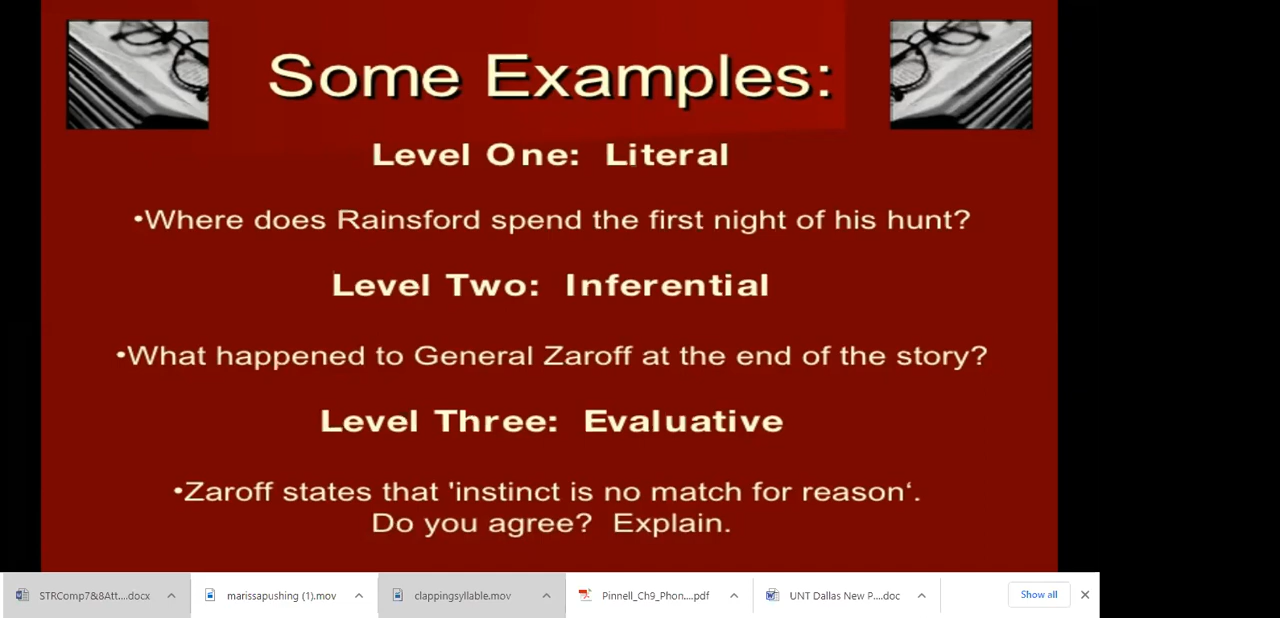 Some Examples:
Level One: Literal
•Where does Rainsford spend the first night of his hunt?
Level Two: Inferential
•What happened to General Zaroff at the end of the story?
Level Three: Evaluative
•Zaroff states that 'instinct is no match for reason‘.
Do you agree? Explain.
STRComp7&8Att....docx
marissapushing (1).mov
clappingsyllable.mov
Pinnell_Ch9_Phon....pdf
UNT Dallas New P....doc
Show all